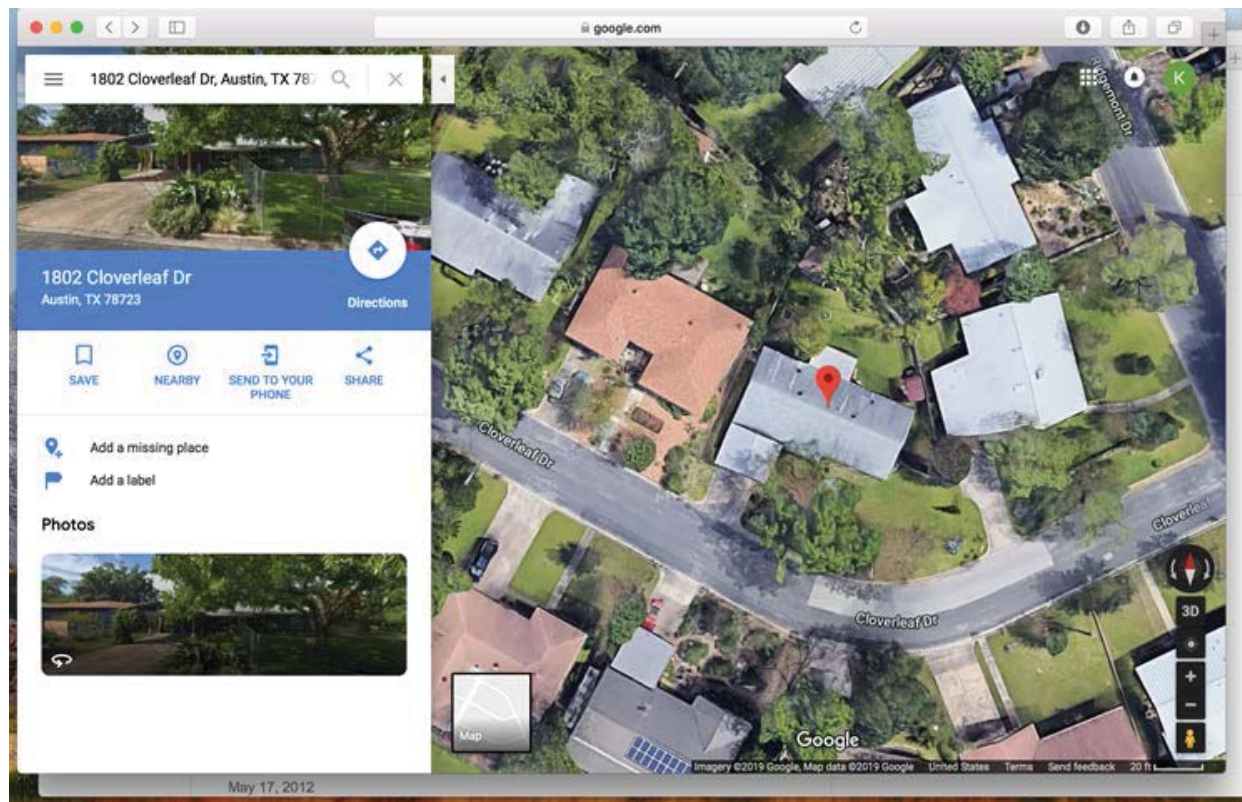 google.com
1802 Cloverleaf Dr, Austin, TX 787
K
Ridgemont Dr
1802 Cloverleaf Dr
Austin, TX 78723
Directions
SAVE
NEARBY
SEND TO YOUR
PHONE
SHARE
Add a missing place
Add a label
Photos
Cloverleaf Dr
Cloverleaf
Cloverleaf Dr
3D
Map
Google
Imagery ©2019 Google, Map data ©2019 Google
United States
Terms
Send feedback
20 ft
May 17, 2012